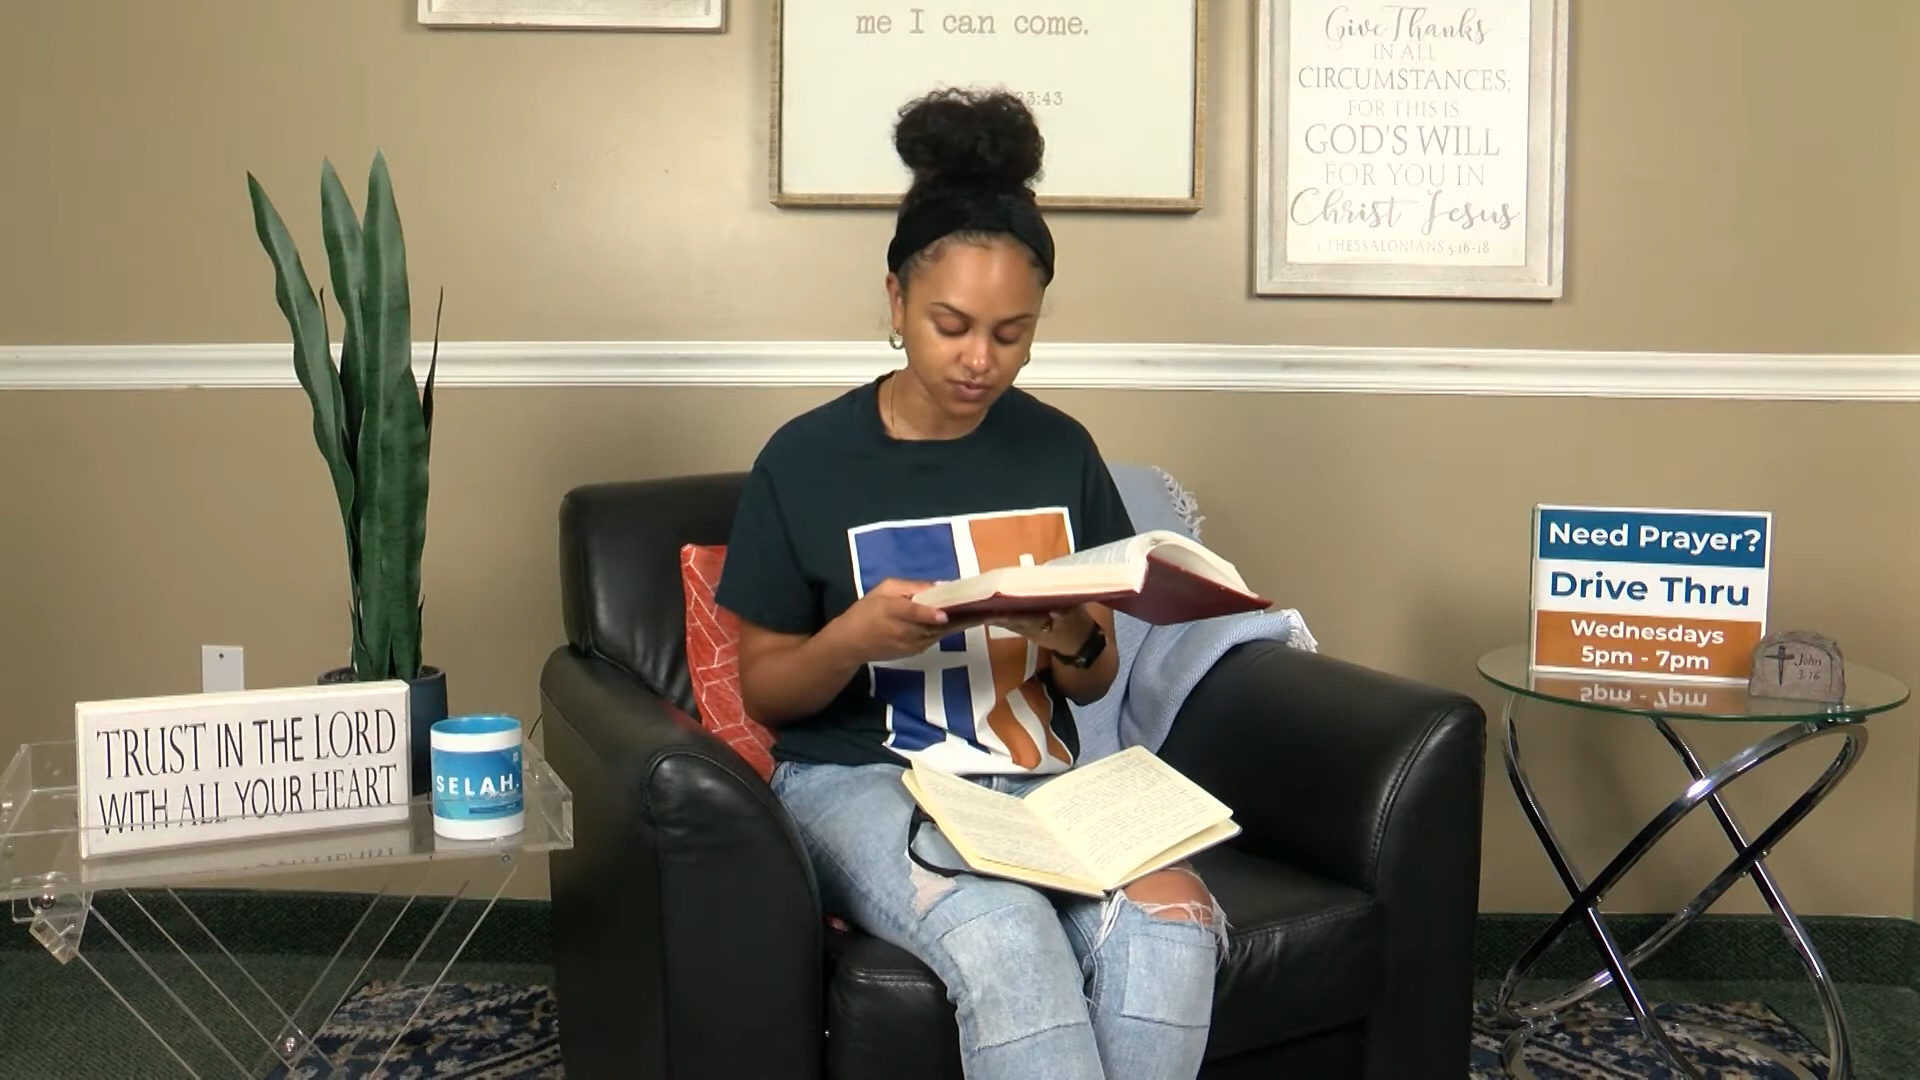 me I can come.
23:43
Give Thanks
IN ALL
CIRCUMSTANCES;
FOR THIS IS
GOD'S WILL
FOR YOU IN
Christ Jesus
1 THESSALONIANS 5:16-18
Need Prayer?
Drive Thru
Wednesdays
5pm - 7pm
John
3:16
TRUST IN THE LORD
WITH ALL YOUR HEART
SELAH.